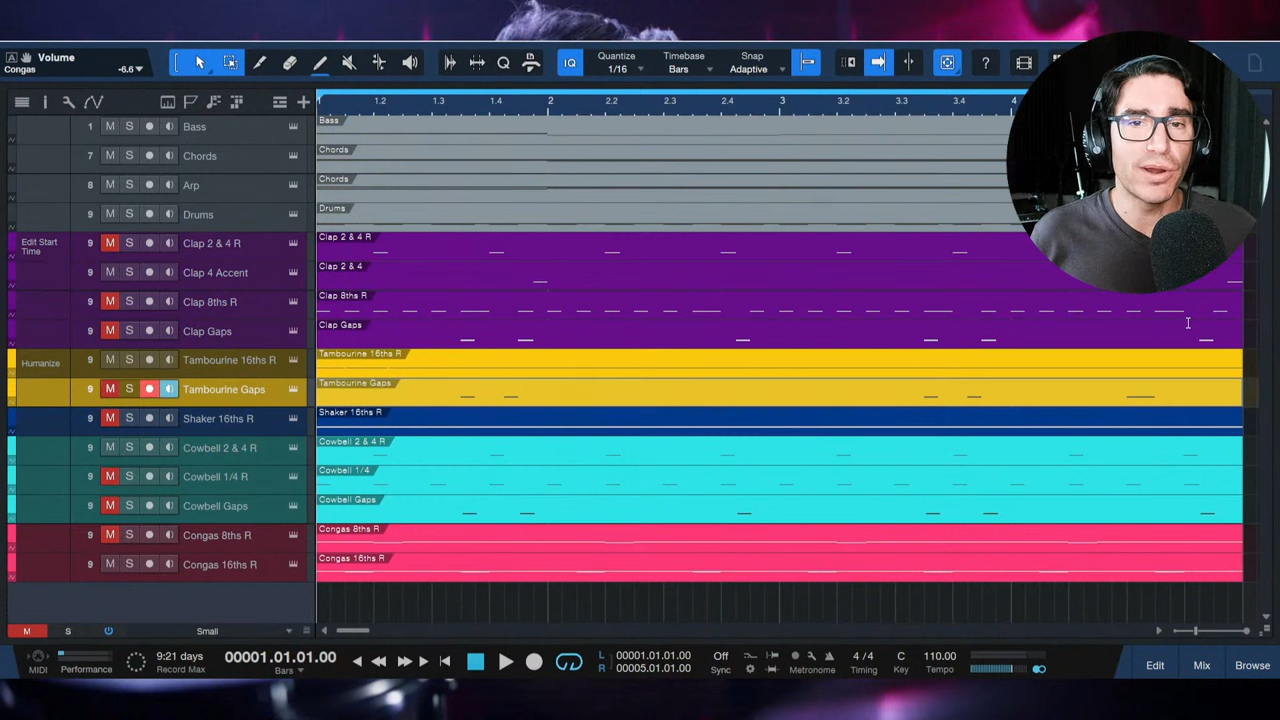 Volume
Congas -6.6
IQ
Quantize
1/16
Timebase
Bars
Snap
Adaptive
?
1.2 1.3 1.4 2 2.2 2.3 2.4 3 3.2 3.3 3.4 4
1 M S Bass
7 M S Chords
8 M S Arp
9 M S Drums
Edit Start
Time
9 M S Clap 2 & 4 R
9 M S Clap 4 Accent
9 M S Clap 8ths R
9 M S Clap Gaps
Humanize
9 M S Tambourine 16ths R
9 M S Tambourine Gaps
9 M S Shaker 16ths R
9 M S Cowbell 2 & 4 R
9 M S Cowbell 1/4 R
9 M S Cowbell Gaps
9 M S Congas 8ths R
9 M S Congas 16ths R
Bass
Chords
Chords
Drums
Clap 2 & 4 R
Clap 2 & 4
Clap 8ths R
Clap Gaps
Tambourine 16ths R
Tambourine Gaps
Shaker 16ths R
Cowbell 2 & 4 R
Cowbell 1/4
Cowbell Gaps
Congas 8ths R
Congas 16ths R
M S Small
MIDI
Performance
9:21 days
Record Max
00001.01.01.00
Bars
L 00001.01.01.00
R 00005.01.01.00
Off
Sync
Metronome
4 / 4
Timing
C
Key
110.00
Tempo
Edit
Mix
Browse